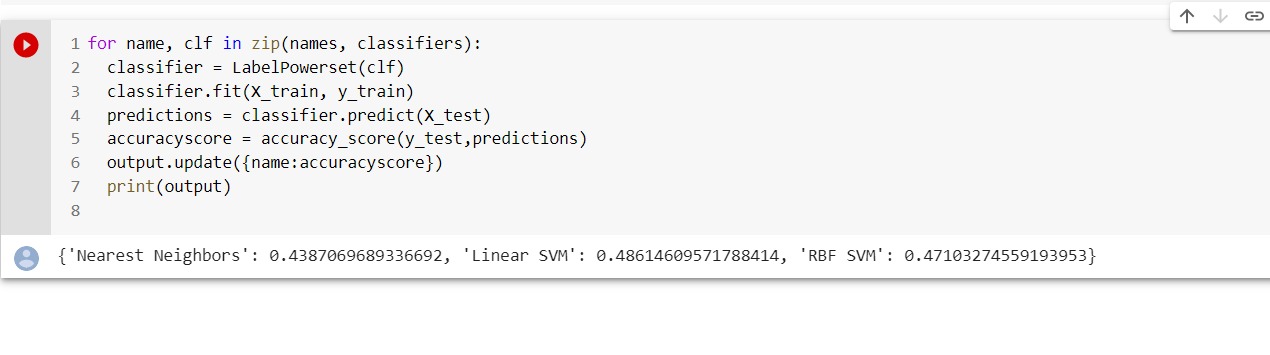 1 for name, clf in zip(names, classifiers):
2   classifier = LabelPowerset(clf)
3   classifier.fit(X_train, y_train)
4   predictions = classifier.predict(X_test)
5   accuracyscore = accuracy_score(y_test,predictions)
6   output.update({name:accuracyscore})
7   print(output)
8
{'Nearest Neighbors': 0.4387069689336692, 'Linear SVM': 0.48614609571788414, 'RBF SVM': 0.47103274559193953}